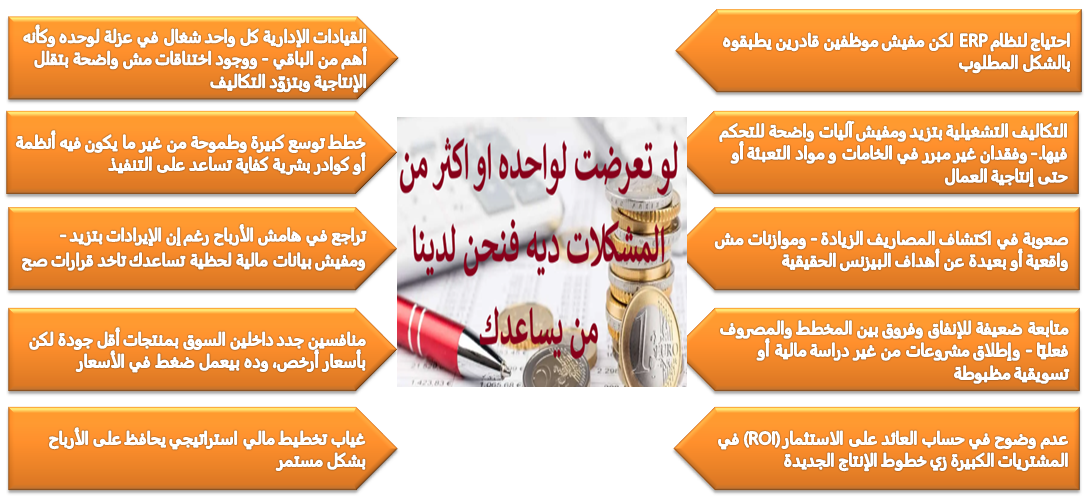 احتياج لنظام ERP لكن مفيش موظفين قادرين يطبقوه
بالشكل المطلوب
التكاليف التشغيلية بتزيد ومفيش آليات واضحة للتحكم
فيها.- وفقدان غير مبرر في الخامات و مواد التعبئة أو
حتى إنتاجية العمال
صعوبة في اكتشاف المصاريف الزيادة - وموازنات مش
واقعية أو بعيدة عن أهداف البيزنس الحقيقية
متابعة ضعيفة للإنفاق وفروق بين المخطط والمصروف
فعليًا - وإطلاق مشروعات من غير دراسة مالية أو
تسويقية مظبوطة
عدم وضوح في حساب العائد على الاستثمار (ROI) في
المشتريات الكبيرة زي خطوط الإنتاج الجديدة
لو تعرضت لواحده او اكثر من
المشكلات ديه فنحن لدينا
من يساعدك
القيادات الإدارية كل واحد شغال في عزلة لوحده وكأنه
أهم من الباقي - ووجود اختناقات مش واضحة بتقلل
الإنتاجية وبتزوّد التكاليف
خطط توسع كبيرة وطموحة من غير ما يكون فيه أنظمة
أو كوادر بشرية كفاية تساعد على التنفيذ
تراجع في هامش الأرباح رغم إن الإيرادات بتزيد -
ومفيش بيانات مالية لحظية تساعدك تاخد قرارات صح
منافسين جدد داخلين السوق بمنتجات أقل جودة لكن
بأسعار أرخص، وده بيعمل ضغط في الأسعار
غياب تخطيط مالي استراتيجي يحافظ على الأرباح
بشكل مستمر